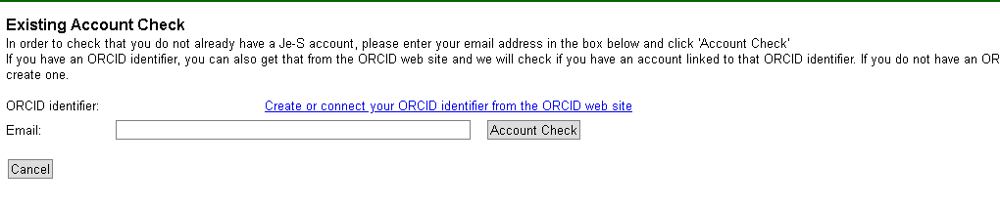 Existing Account Check
In order to check that you do not already have a Je-S account, please enter your email address in the box below and click 'Account Check'
If you have an ORCID identifier, you can also get that from the ORCID web site and we will check if you have an account linked to that ORCID identifier. If you do not have an OR
create one.
ORCID identifier: Create or connect your ORCID identifier from the ORCID web site
Email: Account Check
Cancel